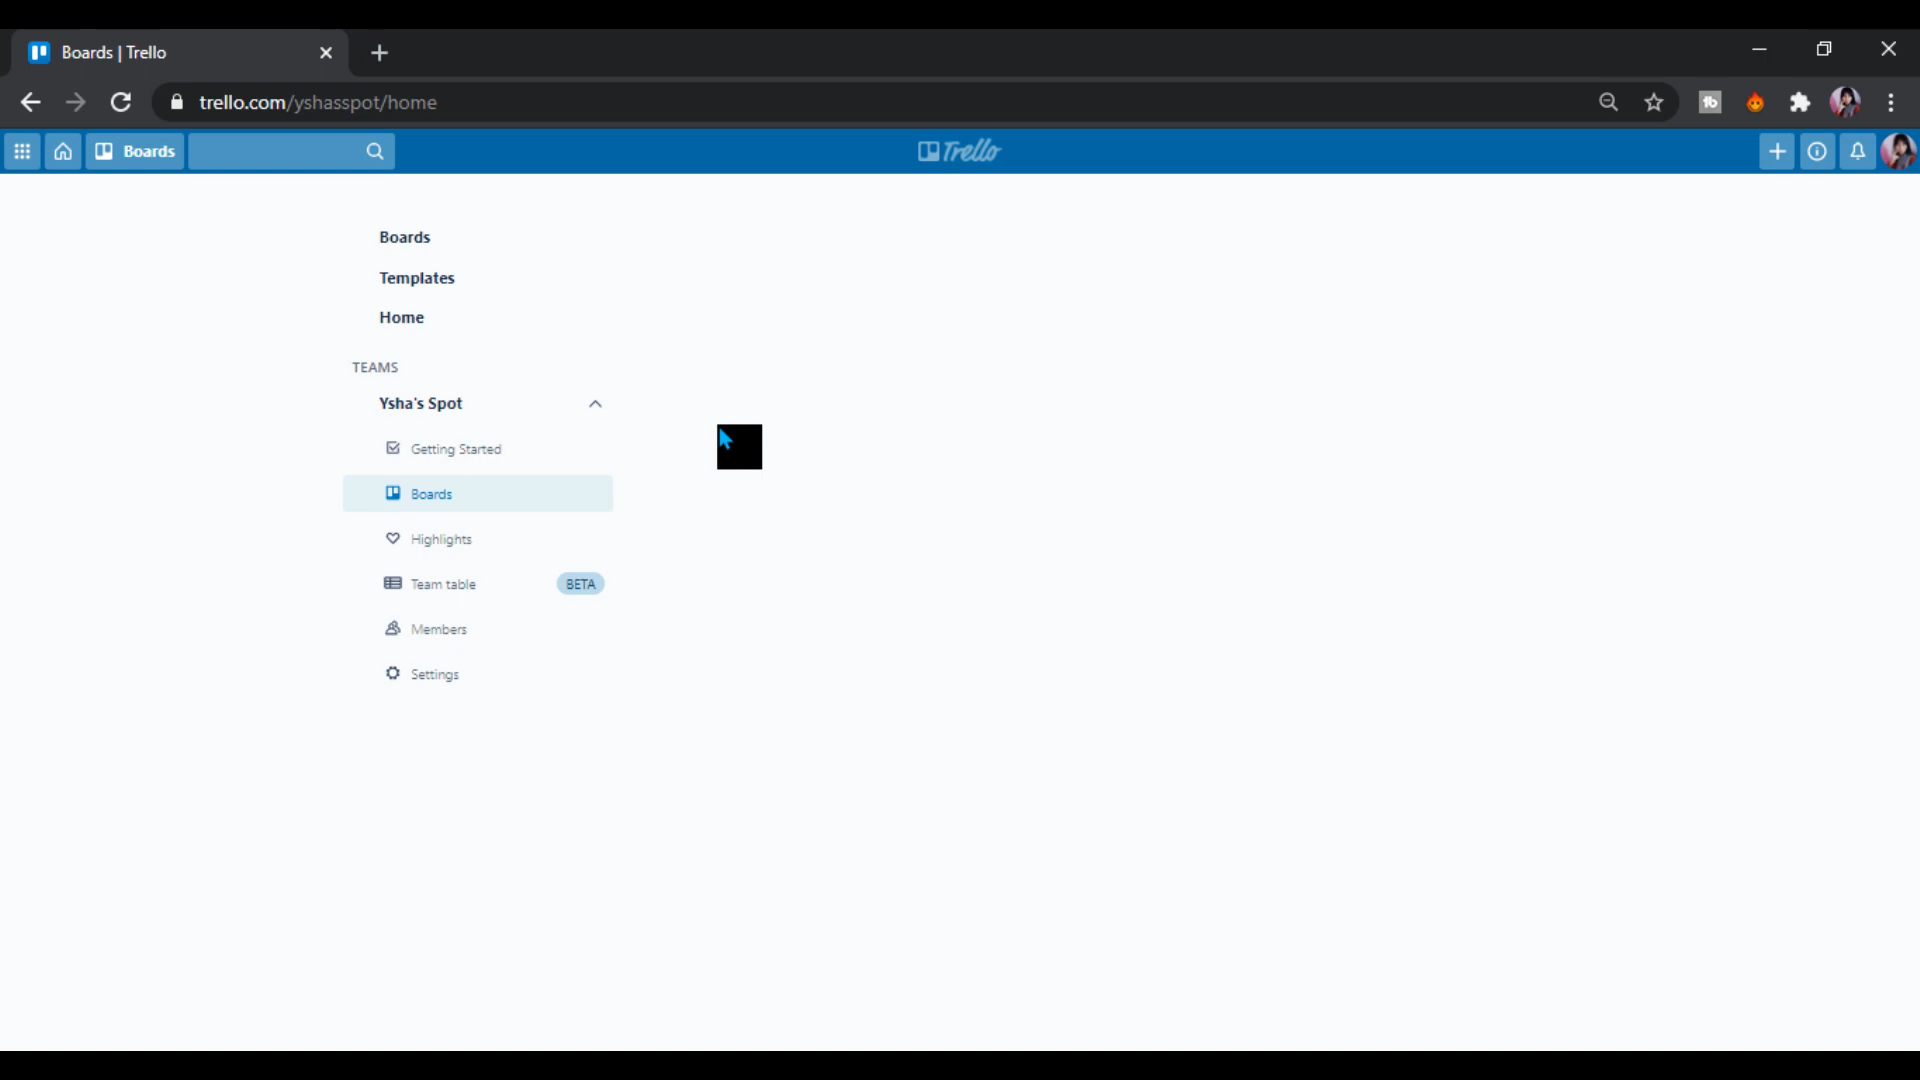 Boards | Trello
trello.com/yshasspot/home
Boards
Trello
Boards
Templates
Home
TEAMS
Ysha's Spot
Getting Started
Boards
Highlights
Team table BETA
Members
Settings